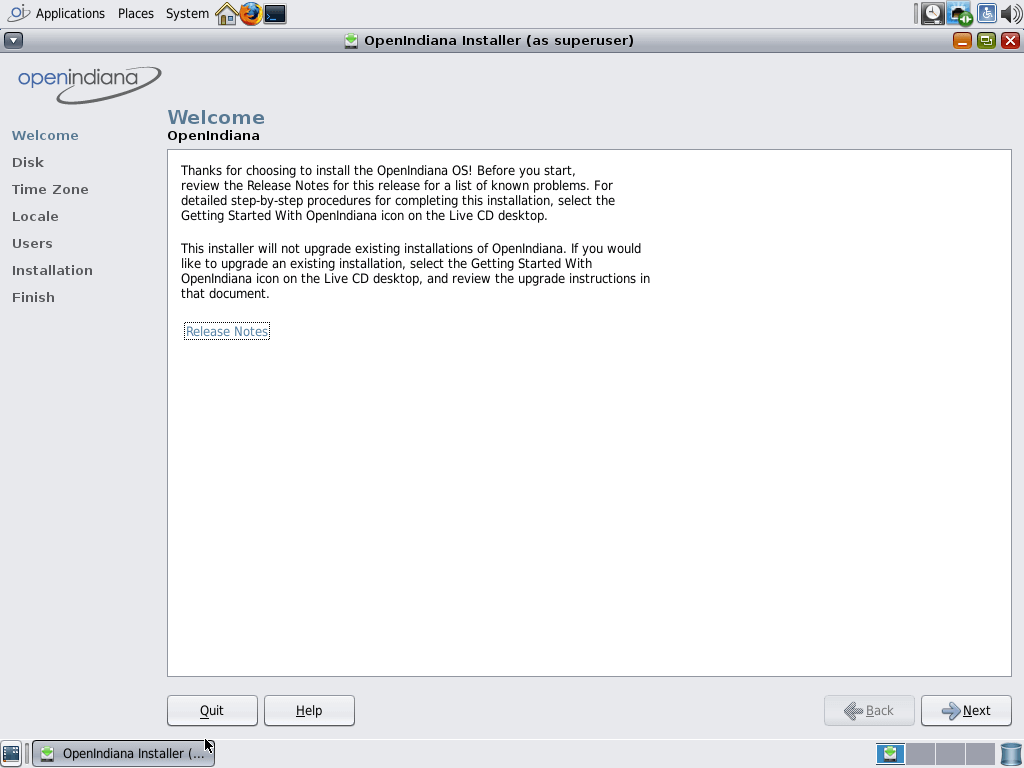 Applications Places System
OpenIndiana Installer (as superuser)
openindiana
Welcome
Disk
Time Zone
Locale
Users
Installation
Finish
Welcome
OpenIndiana
Thanks for choosing to install the OpenIndiana OS! Before you start,
review the Release Notes for this release for a list of known problems. For
detailed step-by-step procedures for completing this installation, select the
Getting Started With OpenIndiana icon on the Live CD desktop.
This installer will not upgrade existing installations of OpenIndiana. If you would
like to upgrade an existing installation, select the Getting Started With
OpenIndiana icon on the Live CD desktop, and review the upgrade instructions in
that document.
Release Notes
Quit Help Back Next
OpenIndiana Installer (...